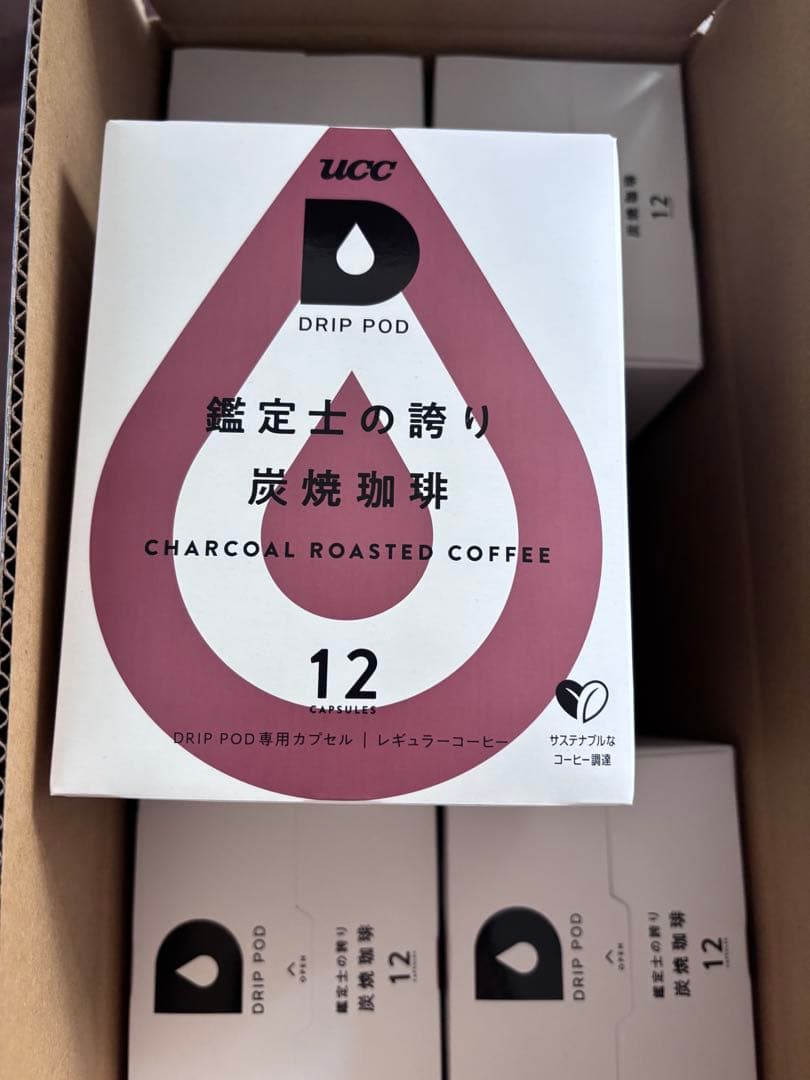 ucc
DRIP POD
鑑定士の誇り
炭焼珈琲
CHARCOAL ROASTED COFFEE
12
CAPSULES
DRIP POD専用カプセル | レギュラーコーヒー
サステナブルな
コーヒー調達
炭焼珈琲
12
DRIP POD
OPEN
鑑定士の誇り
炭焼珈琲
12
DRIP POD
OPEN
鑑定士の誇り
炭焼珈琲
12